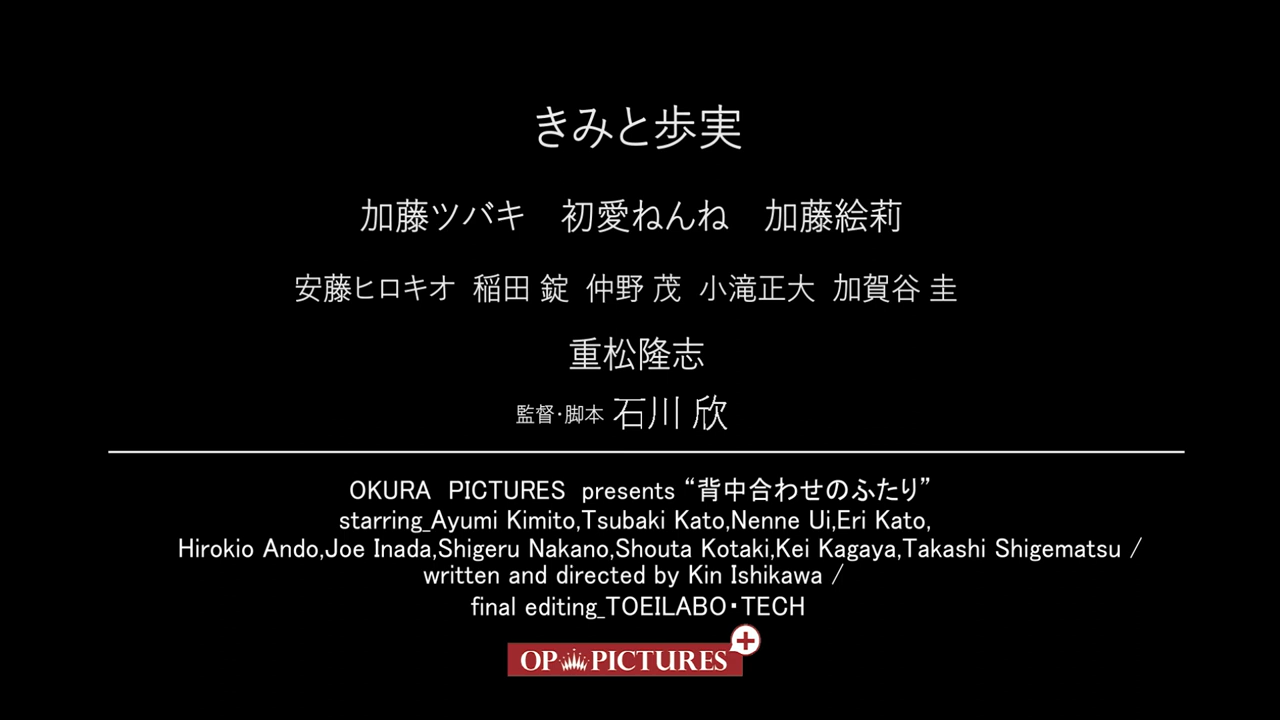 きみと歩実
加藤ツバキ　初愛ねんね　加藤絵莉
安藤ヒロキオ 稲田 錠 仲野 茂 小滝正大 加賀谷 圭
重松隆志
監督・脚本 石川 欣
OKURA PICTURES presents “背中合わせのふたり”
starring_Ayumi Kimito,Tsubaki Kato,Nenne Ui,Eri Kato,
Hirokio Ando,Joe Inada,Shigeru Nakano,Shouta Kotaki,Kei Kagaya,Takashi Shigematsu /
written and directed by Kin Ishikawa /
final editing_TOEILABO・TECH
OP PICTURES+